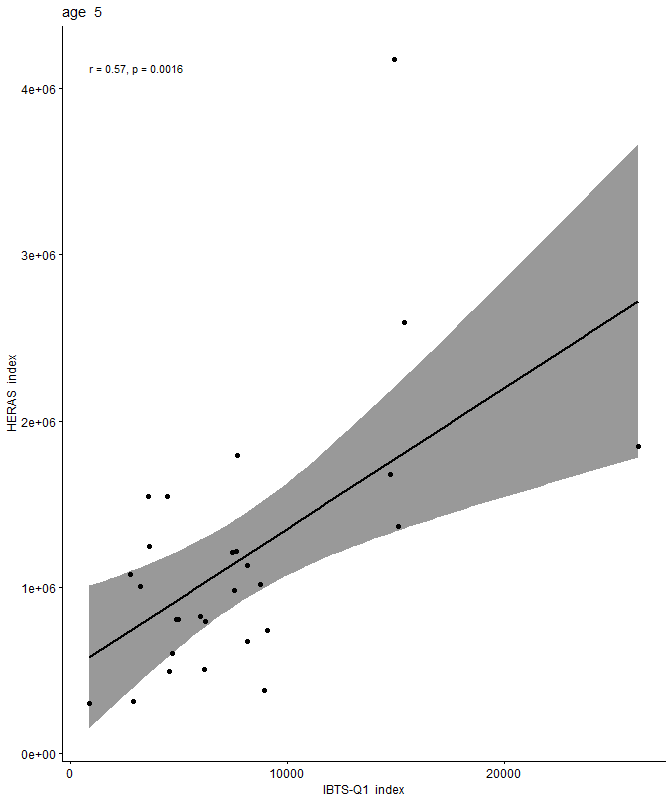 age 5
r = 0.57, p = 0.0016
4e+06
3e+06
2e+06
1e+06
0e+00
HERAS index
0
10000
20000
IBTS-Q1 index